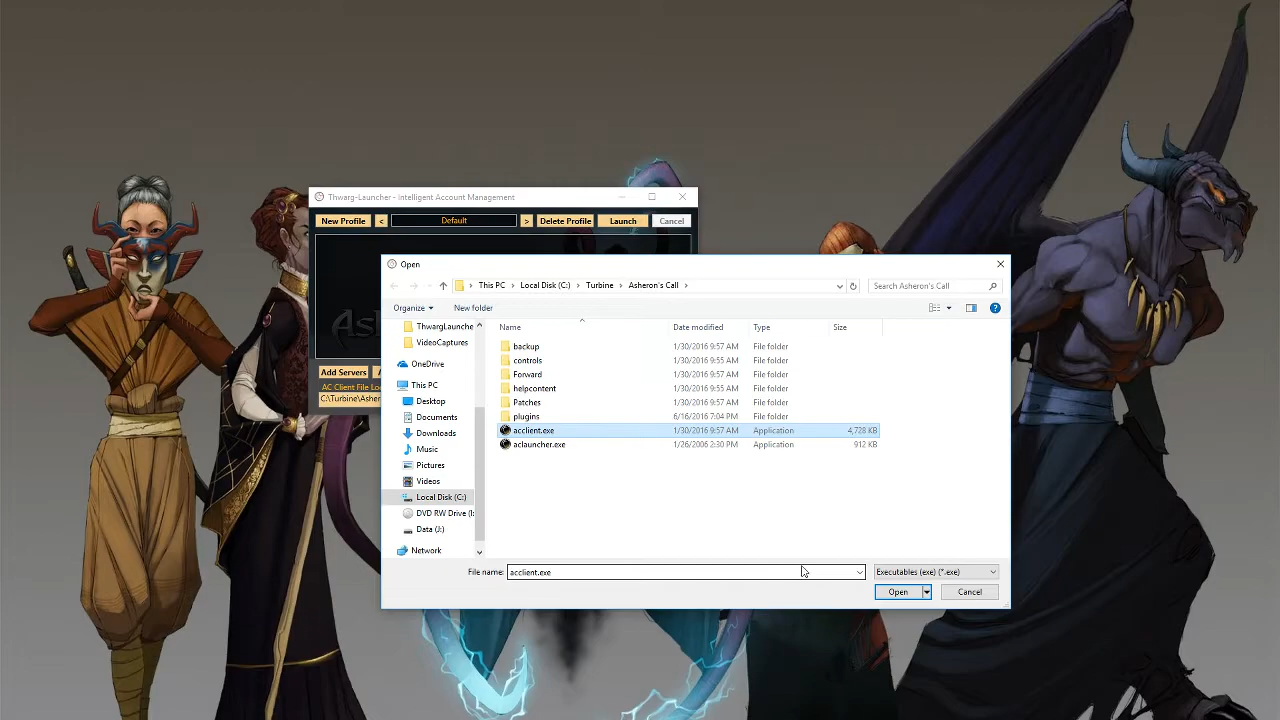 Thwarg-Launcher - Intelligent Account Management
New Profile < Default > Delete Profile Launch Cancel
Open
This PC > Local Disk (C:) > Turbine > Asheron's Call >
Search Asheron's Call
Organize New folder
Name Date modified Type Size
ThwargLaunche
VideoCaptures
OneDrive
This PC
Desktop
Documents
Downloads
Music
Pictures
Videos
Local Disk (C:)
DVD RW Drive (I:
Data (J:)
Network
backup 1/30/2016 9:57 AM File folder
controls 1/30/2016 9:55 AM File folder
Forward 1/30/2016 9:57 AM File folder
helpcontent 1/30/2016 9:55 AM File folder
Patches 1/30/2016 9:57 AM File folder
plugins 6/16/2016 7:04 PM File folder
acclient.exe 1/30/2016 9:57 AM Application 4,728 KB
aclauncher.exe 1/26/2006 2:30 PM Application 912 KB
As
Add Servers A
AC Client File Lo
C:\Turbine\Asher
File name: acclient.exe Executables (exe) (*.exe)
Open Cancel